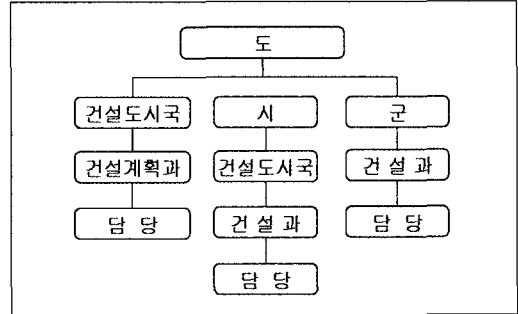 도
건설도시국 시 군
건설계획과 건설도시국 건 설 과
담 당 건 설 과 담 당
담 당